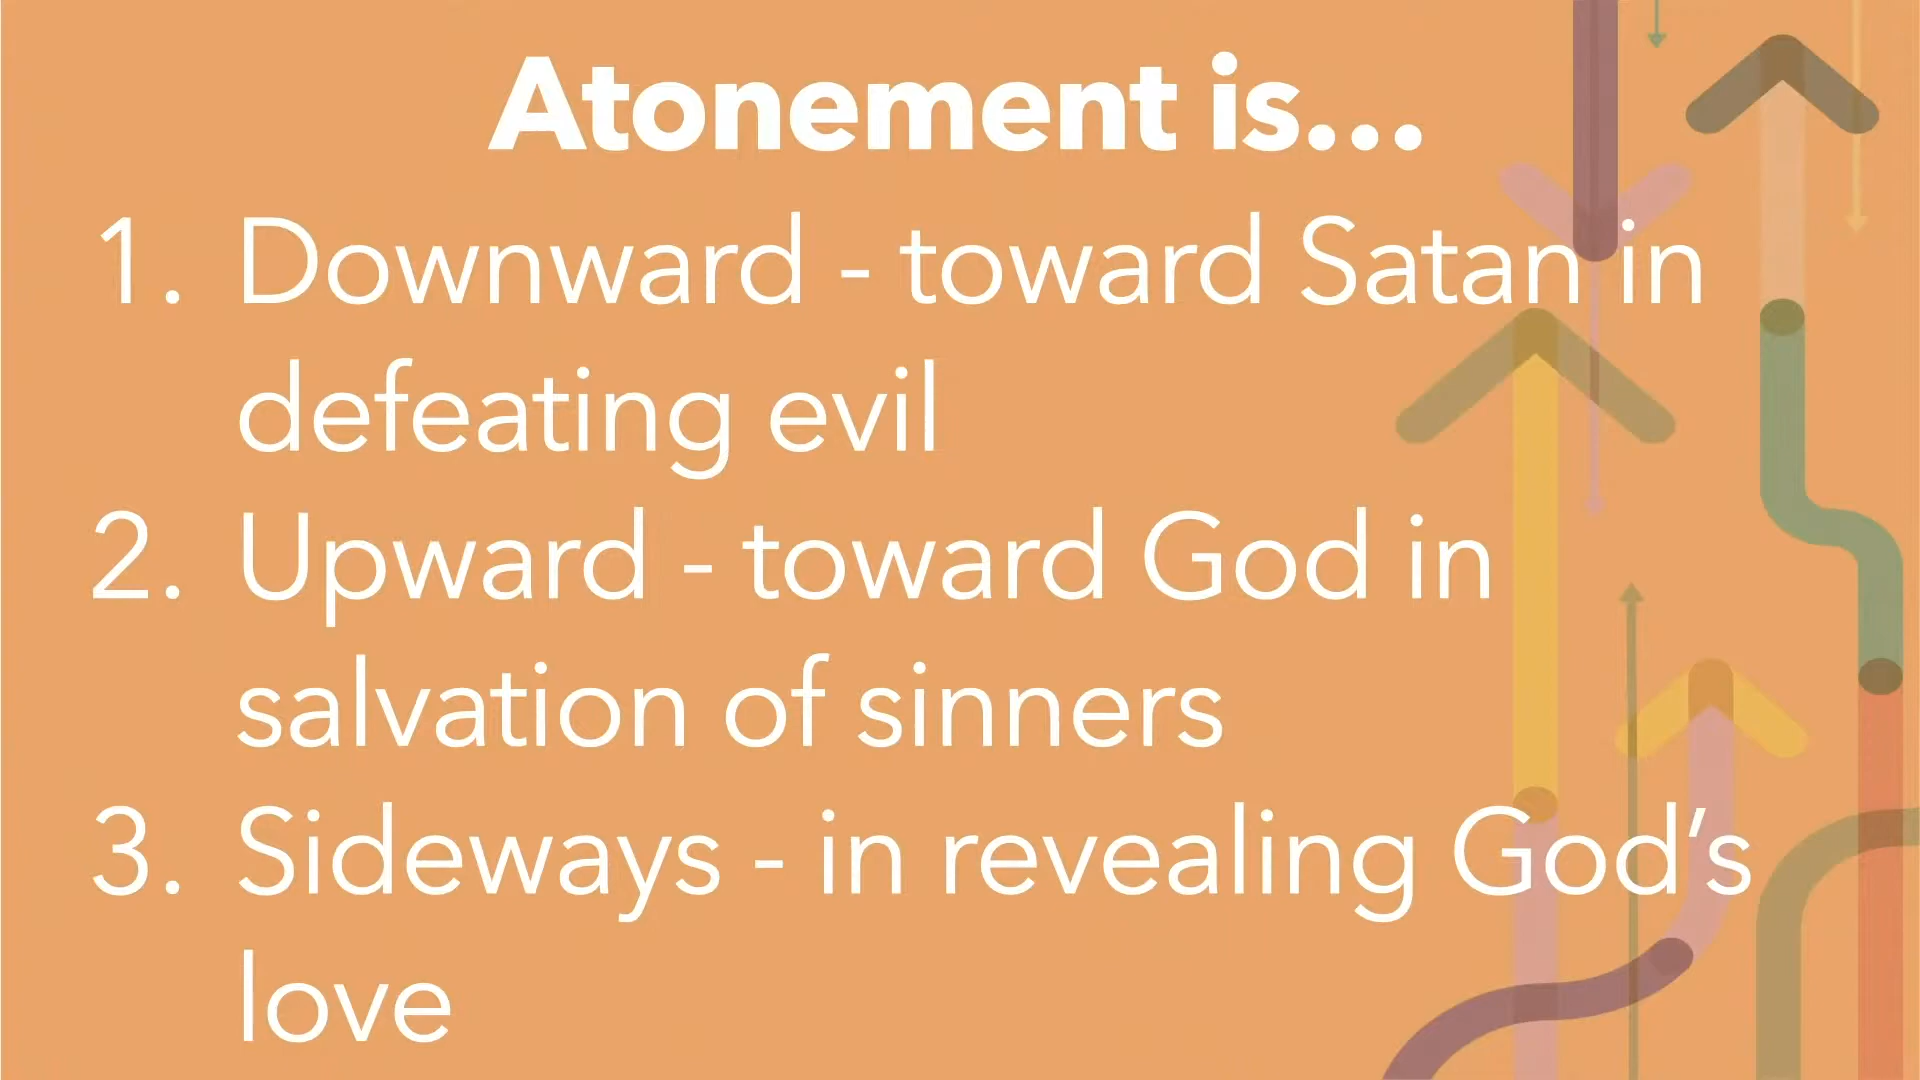 Atonement is...
1. Downward - toward Satan in
defeating evil
2. Upward - toward God in
salvation of sinners
3. Sideways - in revealing God’s
love